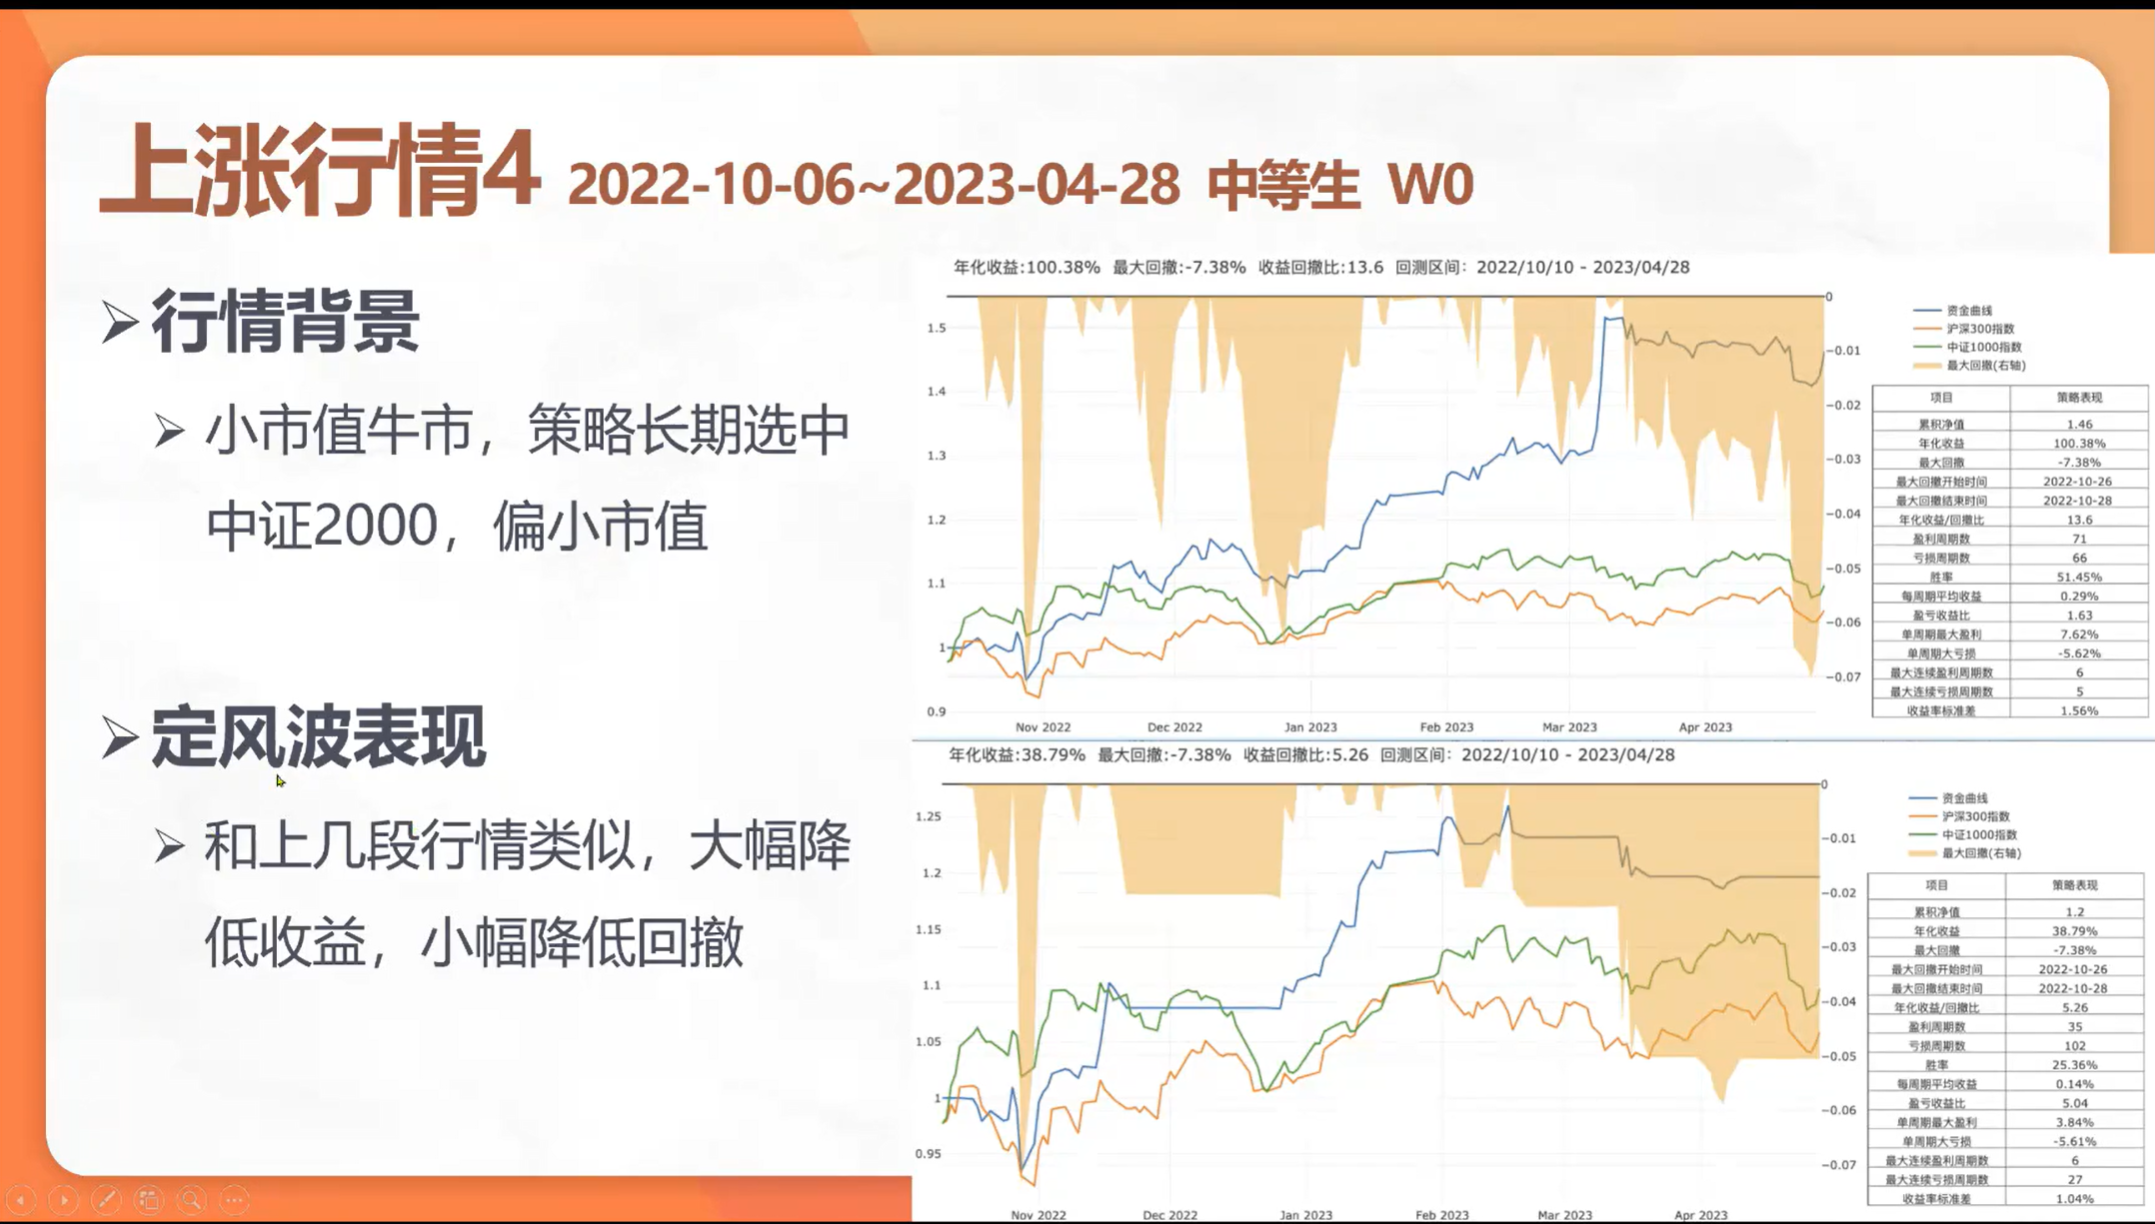 上涨行情4 2022-10-06~2023-04-28 中等生 W0
行情背景
小市值牛市，策略长期选中
中证2000，偏小市值
定风波表现
和上几段行情类似，大幅降
低收益，小幅降低回撤
年化收益:100.38% 最大回撤:-7.38% 收益回撤比:13.6 回测区间：2022/10/10 - 2023/04/28
1.5
1.4
1.3
1.2
1.1
1
0.9
0
−0.01
−0.02
−0.03
−0.04
−0.05
−0.06
−0.07
Nov 2022 Dec 2022 Jan 2023 Feb 2023 Mar 2023 Apr 2023
资金曲线
沪深300指数
中证1000指数
最大回撤(右轴)
项目 策略表现
累积净值 1.46
年化收益 100.38%
最大回撤 -7.38%
最大回撤开始时间 2022-10-26
最大回撤结束时间 2022-10-28
年化收益/回撤比 13.6
盈利周期数 71
亏损周期数 66
胜率 51.45%
每周期平均收益 0.29%
盈亏收益比 1.63
单周期最大盈利 7.62%
单周期大亏损 -5.62%
最大连续盈利周期数 6
最大连续亏损周期数 5
收益率标准差 1.56%
年化收益:38.79% 最大回撤:-7.38% 收益回撤比:5.26 回测区间：2022/10/10 - 2023/04/28
1.25
1.2
1.15
1.1
1.05
1
0.95
0
−0.01
−0.02
−0.03
−0.04
−0.05
−0.06
−0.07
Nov 2022 Dec 2022 Jan 2023 Feb 2023 Mar 2023 Apr 2023
资金曲线
沪深300指数
中证1000指数
最大回撤(右轴)
项目 策略表现
累积净值 1.2
年化收益 38.79%
最大回撤 -7.38%
最大回撤开始时间 2022-10-26
最大回撤结束时间 2022-10-28
年化收益/回撤比 5.26
盈利周期数 35
亏损周期数 102
胜率 25.36%
每周期平均收益 0.14%
盈亏收益比 5.04
单周期最大盈利 3.84%
单周期大亏损 -5.61%
最大连续盈利周期数 6
最大连续亏损周期数 27
收益率标准差 1.04%